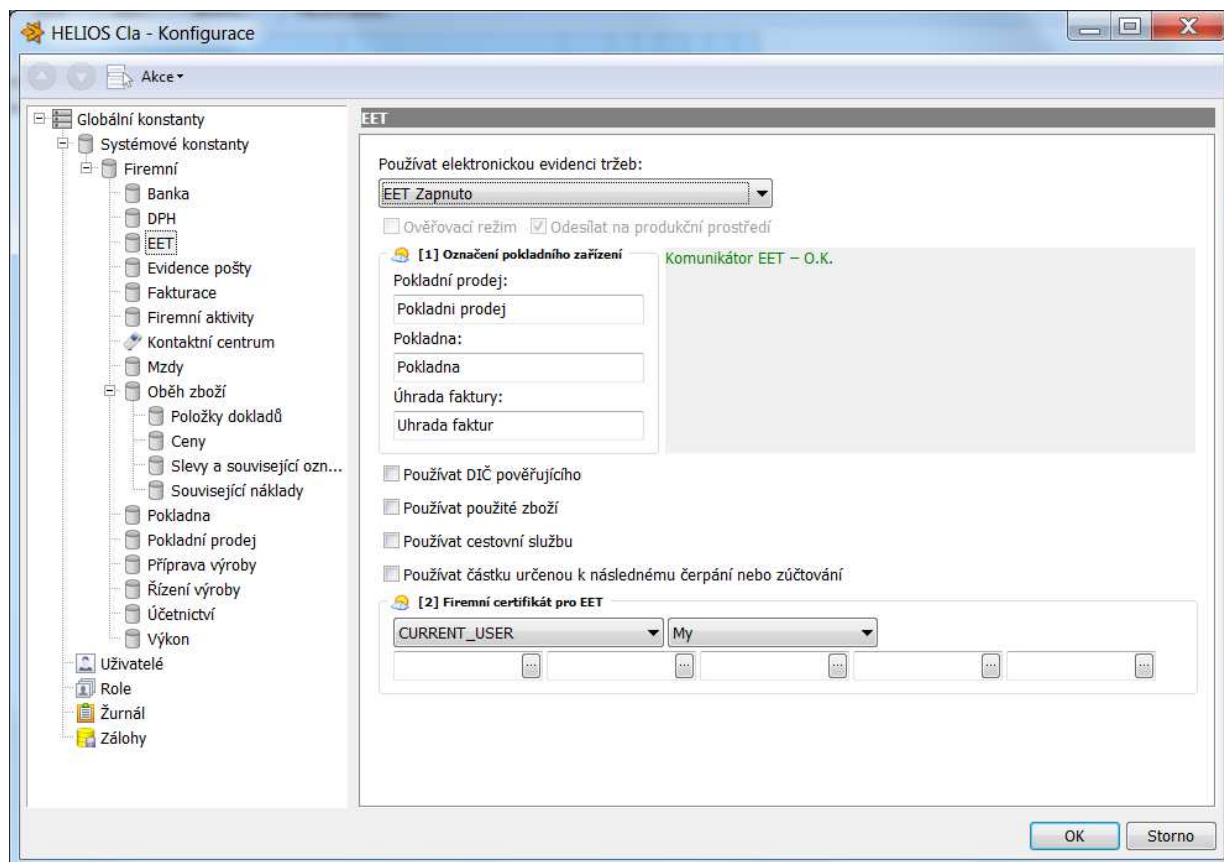 HELIOS Cla - Konfigurace
Akce
Globální konstanty
Systémové konstanty
Firemní
Banka
DPH
EET
Evidence pošty
Fakturace
Firemní aktivity
Kontaktní centrum
Mzdy
Oběh zboží
Položky dokladů
Ceny
Slevy a související ozn...
Související náklady
Pokladna
Pokladní prodej
Příprava výroby
Řízení výroby
Účetnictví
Výkon
Uživatelé
Role
Žurnál
Zálohy
EET
Používat elektronickou evidenci tržeb:
EET Zapnuto
Ověřovací režim Odesílat na produkční prostředí
[1] Označení pokladního zařízení
Komunikátor EET – O.K.
Pokladní prodej:
Pokladni prodej
Pokladna:
Pokladna
Úhrada faktury:
Uhrada faktur
Používat DIČ pověřujícího
Používat použité zboží
Používat cestovní službu
Používat částku určenou k následnému čerpání nebo zúčtování
[2] Firemní certifikát pro EET
CURRENT_USER My
... ... ... ... ...
OK Storno